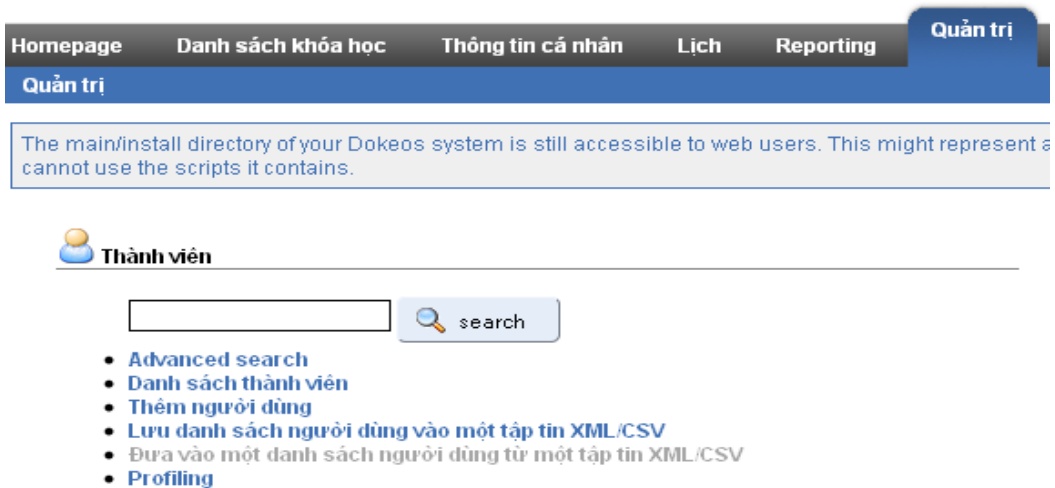 Homepage Danh sách khóa học Thông tin cá nhân Lịch Reporting Quản trị
Quản trị
The main/install directory of your Dokeos system is still accessible to web users. This might represent a
cannot use the scripts it contains.
Thành viên
search
Advanced search
Danh sách thành viên
Thêm người dùng
Lưu danh sách người dùng vào một tập tin XML/CSV
Đưa vào một danh sách người dùng từ một tập tin XML/CSV
Profiling